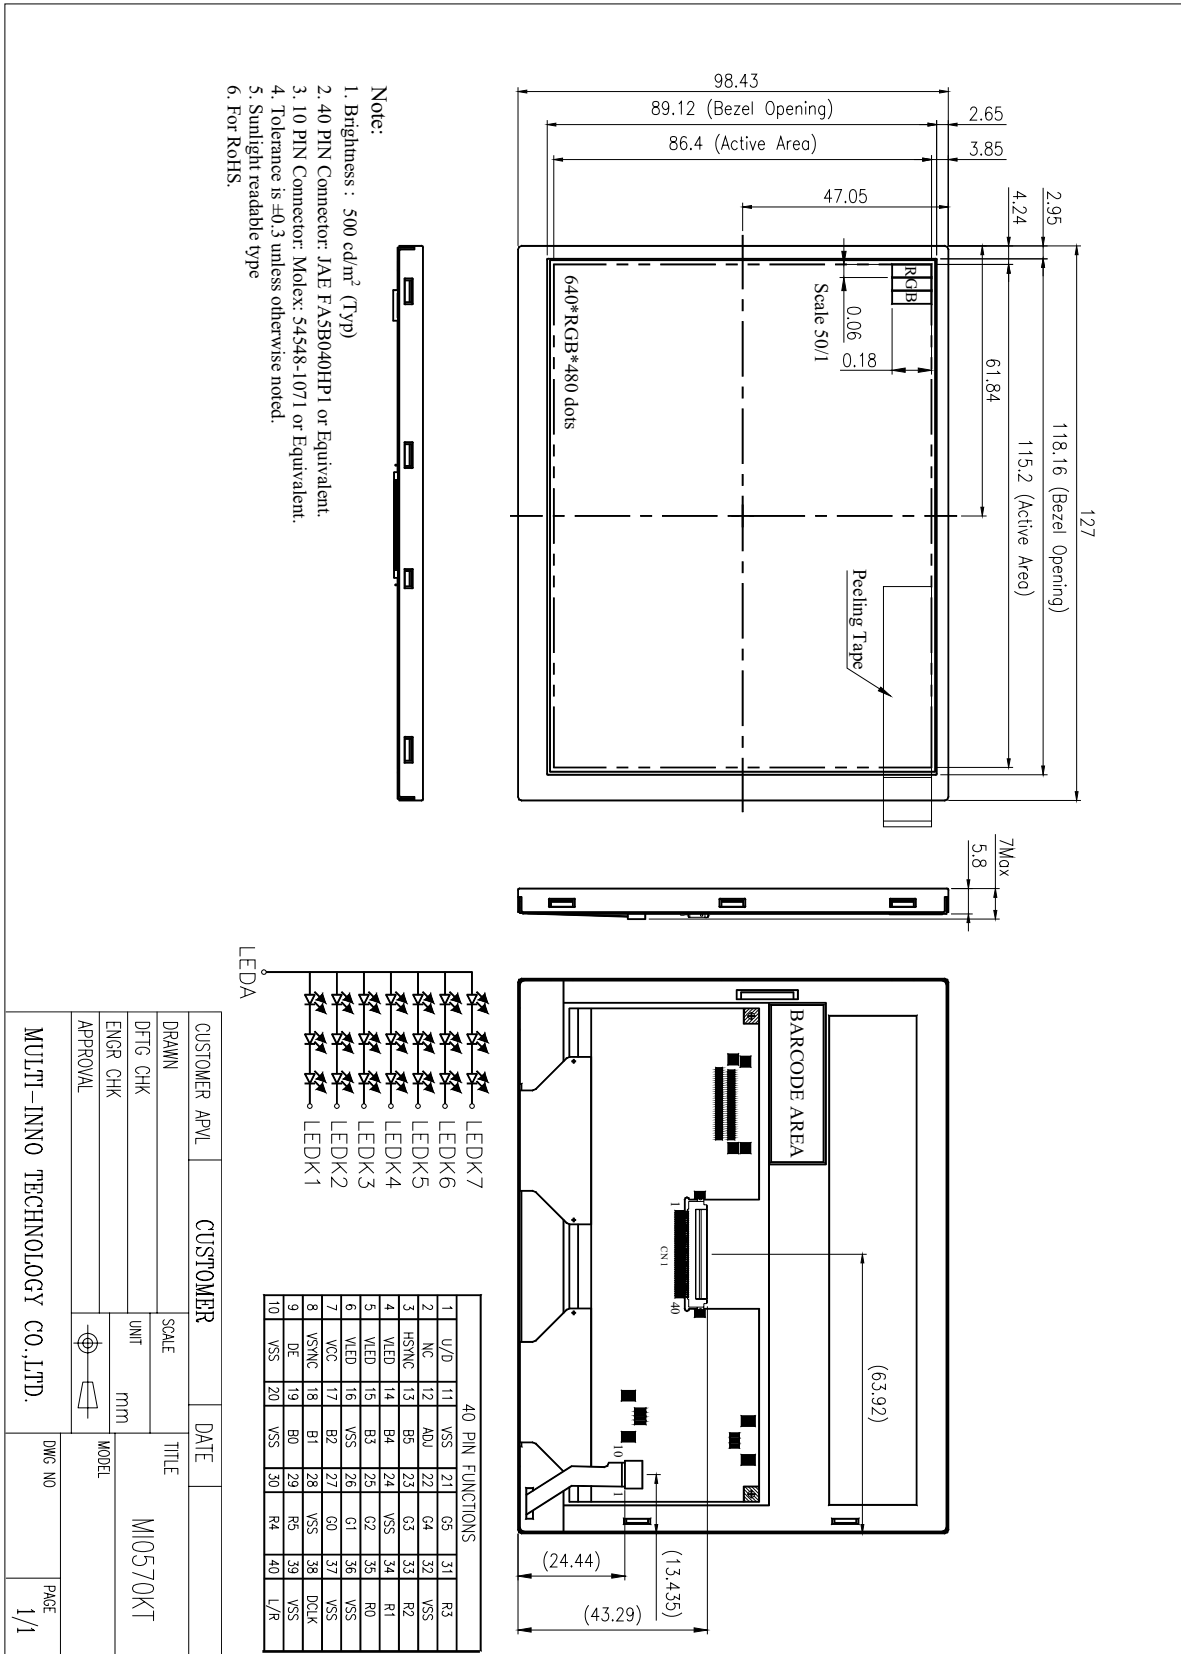 98.43
89.12 (Bezel Opening)
2.65
86.4 (Active Area)
3.85
47.05
2.95
4.24
127
118.16 (Bezel Opening)
115.2 (Active Area)
61.84
RGB
0.06
0.18
Scale 50/1
640*RGB*480 dots
Peeling Tape
Note:
1. Brightness : 500 cd/m² (Typ)
2. 40 PIN Connector: JAE FA5B040HP1 or Equivalent.
3. 10 PIN Connector: Molex: 54548-1071 or Equivalent.
4. Tolerance is ±0.3 unless otherwise noted.
5. Sunlight readable type
6. For RoHS.
7Max
5.8
BARCODE AREA
1
CN1
40
10
1
(63.92)
(13.435)
(24.44)
(43.29)
LEDA
LEDK7
LEDK6
LEDK5
LEDK4
LEDK3
LEDK2
LEDK1
40 PIN FUNCTIONS
1 U/D 11 VSS 21 G5 31 R3
2 NC 12 ADJ 22 G4 32 VSS
3 HSYNC 13 B5 23 G3 33 R2
4 VLED 14 B4 24 VSS 34 R1
5 VLED 15 B3 25 G2 35 R0
6 VLED 16 VSS 26 G1 36 VSS
7 VCC 17 B2 27 G0 37 VSS
8 VSYNC 18 B1 28 VSS 38 DCLK
9 DE 19 B0 29 R5 39 VSS
10 VSS 20 VSS 30 R4 40 L/R
CUSTOMER APVL CUSTOMER DATE
DRAWN
DFTG CHK
ENGR CHK
APPROVAL
SCALE
UNIT mm
TITLE
MI0570KT
MODEL
MULTI-INNO TECHNOLOGY CO.,LTD.
DWG NO
PAGE
1/1